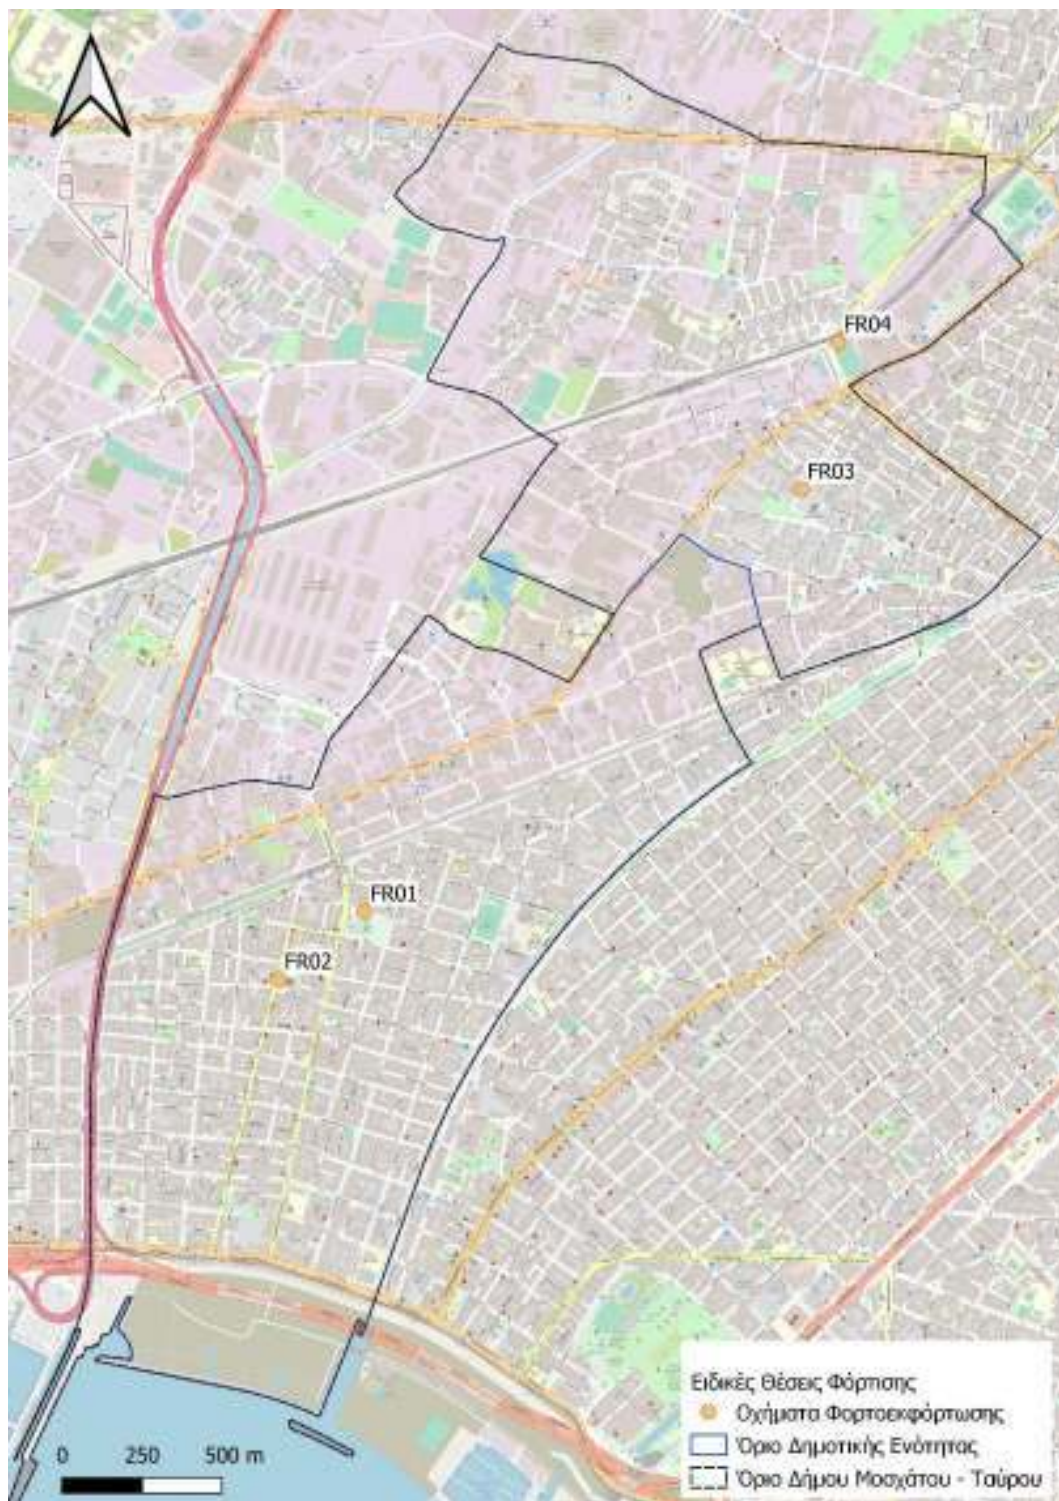 FR04
FR03
FR01
FR02
Ειδικές Θέσεις Φόρτισης
Οχήματα Φορτοεκφόρτωσης
Όριο Δημοτικής Ενότητας
Όριο Δήμου Μοσχάτου - Ταύρου
0 250 500 m